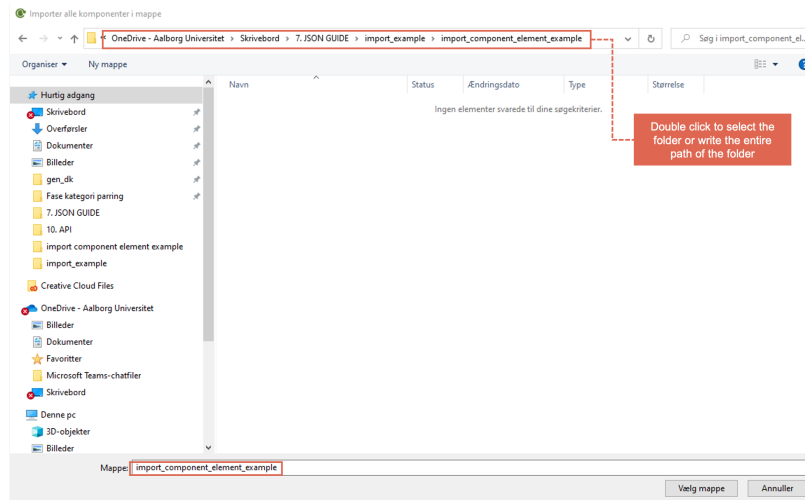 Importer alle komponenter i mappe
« OneDrive - Aalborg Universitet › Skrivebord › 7. JSON GUIDE › import_example › import_component_element_example
Søg i import_component_el...
Organiser Ny mappe
Navn Status Ændringsdato Type Størrelse
Ingen elementer svarede til dine søgekriterier.
Double click to select the
folder or write the entire
path of the folder
Hurtig adgang
Skrivebord
Overførsler
Dokumenter
Billeder
gen_dk
Fase kategori parring
7. JSON GUIDE
10. API
import component element example
import_example
Creative Cloud Files
OneDrive - Aalborg Universitet
Billeder
Dokumenter
Favoritter
Microsoft Teams-chatfiler
Skrivebord
Denne pc
3D-objekter
Billeder
Mappe: import_component_element_example
Vælg mappe Annuller